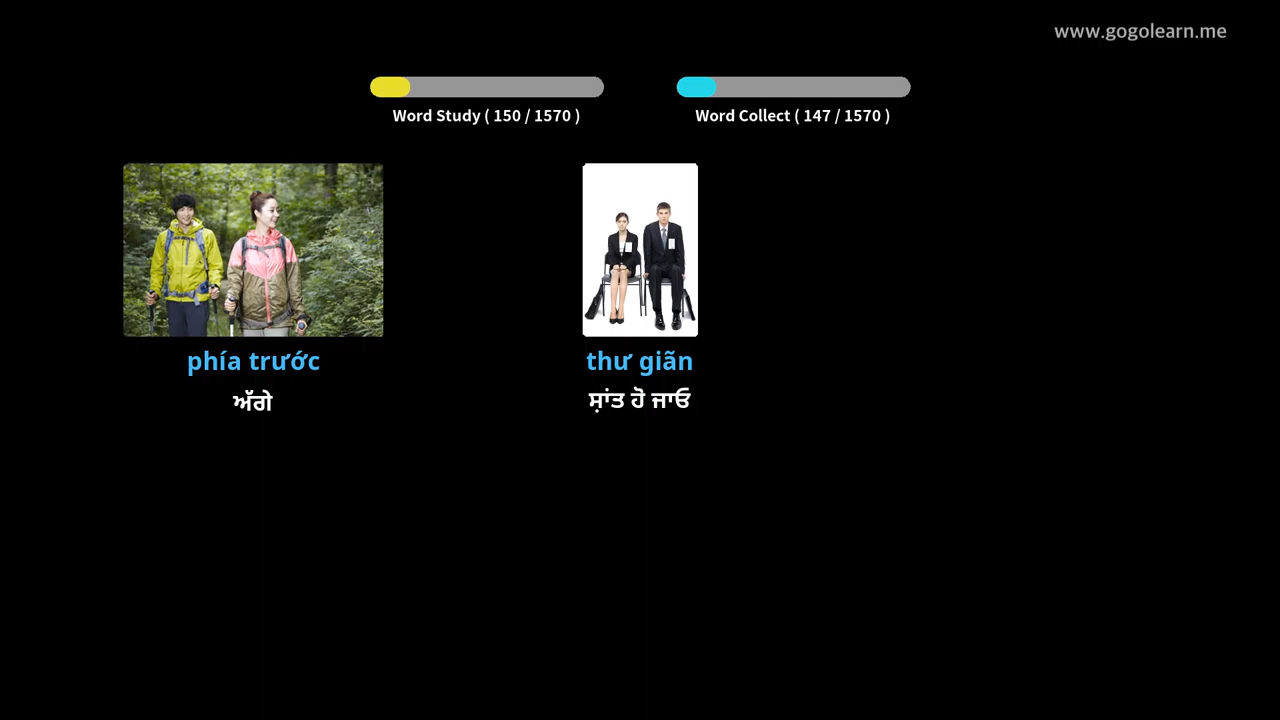 www.gogolearn.me
Word Study ( 150 / 1570 )
Word Collect ( 147 / 1570 )
phía trước
ਅੱਗੇ
thư giãn
ਸ਼ਾਂਤ ਹੋ ਜਾਓ